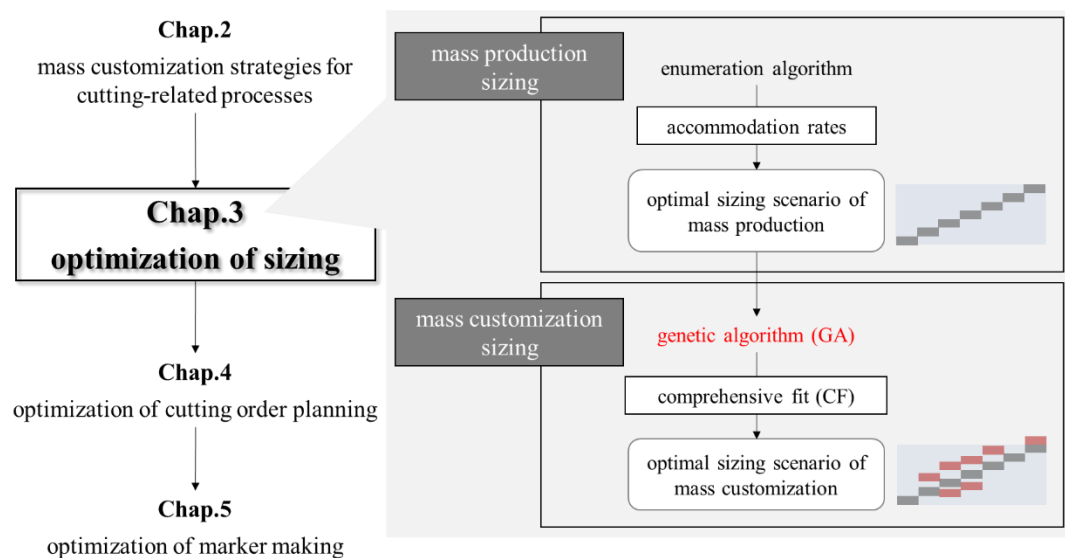 Chap.2
mass customization strategies for
cutting-related processes
Chap.3
optimization of sizing
Chap.4
optimization of cutting order planning
Chap.5
optimization of marker making
mass production
sizing
enumeration algorithm
accommodation rates
optimal sizing scenario of
mass production
mass customization
sizing
genetic algorithm (GA)
comprehensive fit (CF)
optimal sizing scenario of
mass customization